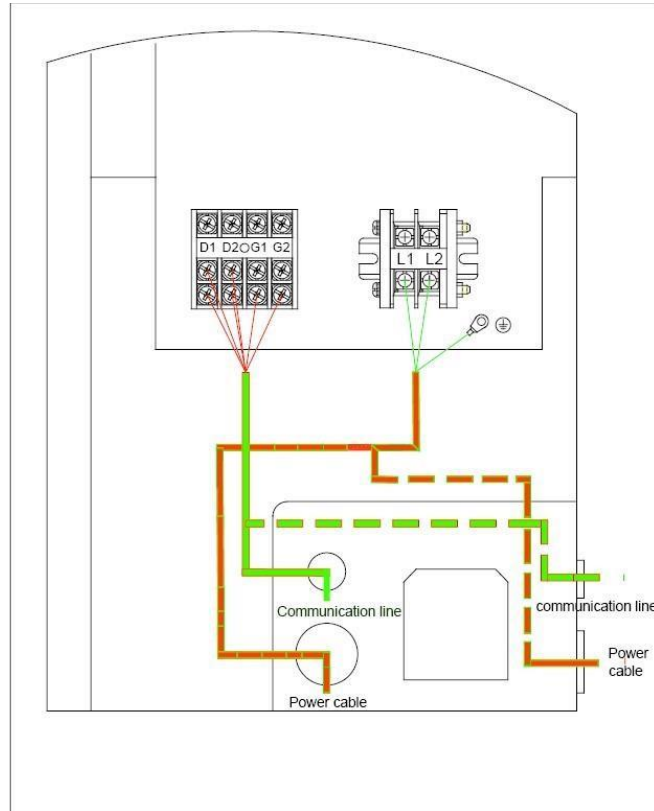 D1 D2 G1 G2
L1 L2
Communication line
communication line
Power
cable
Power cable